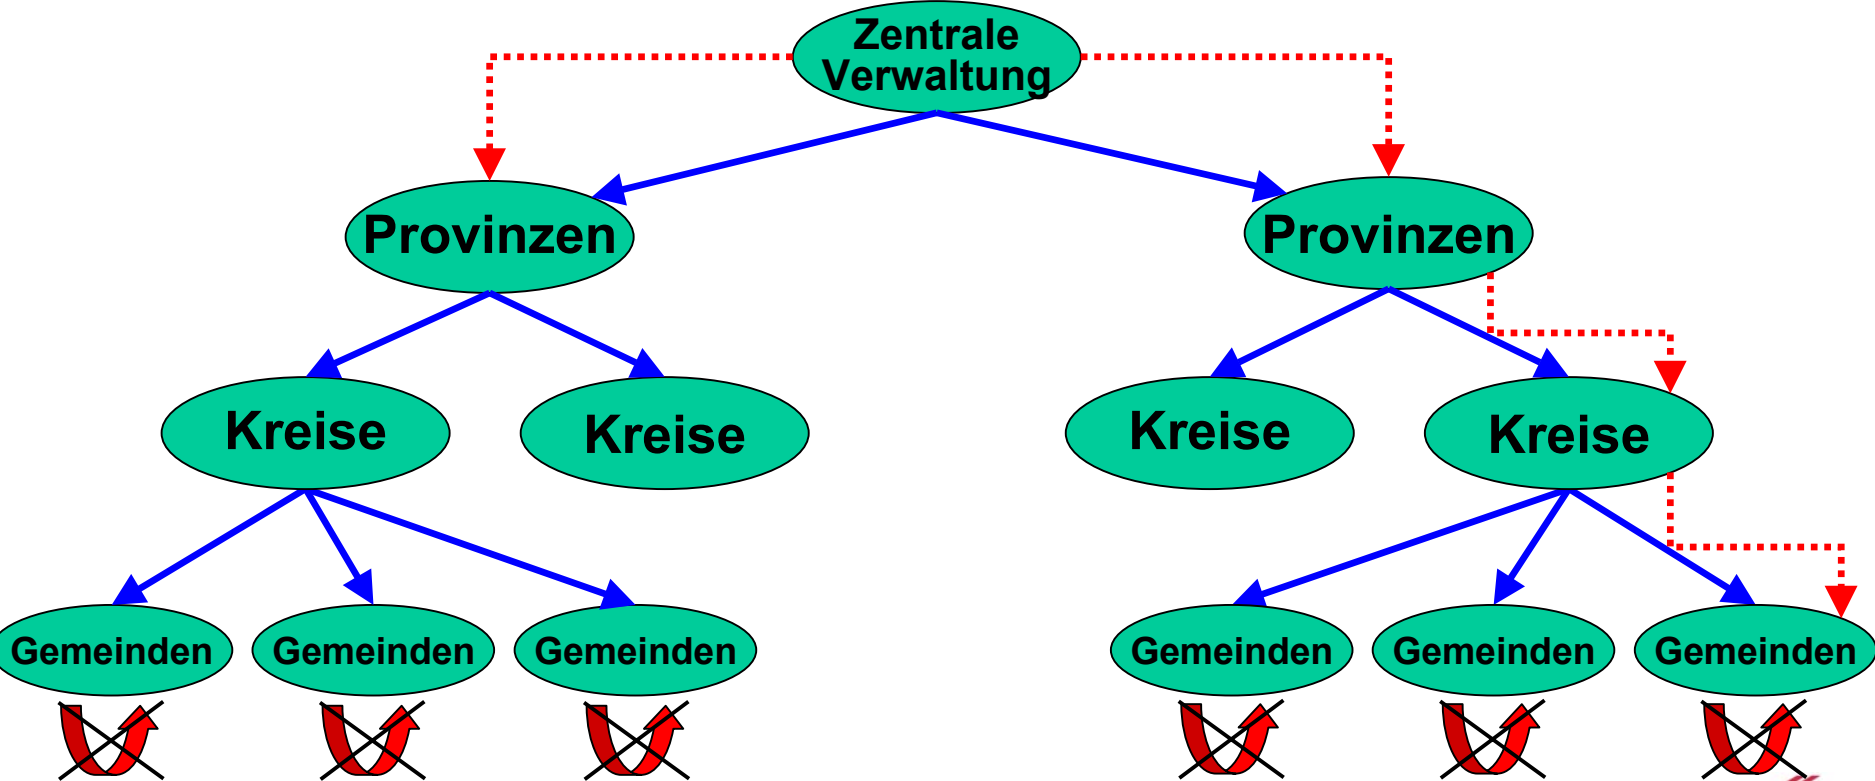 Zentrale
Verwaltung
Provinzen
Provinzen
Kreise
Kreise
Kreise
Kreise
Gemeinden
Gemeinden
Gemeinden
Gemeinden
Gemeinden
Gemeinden